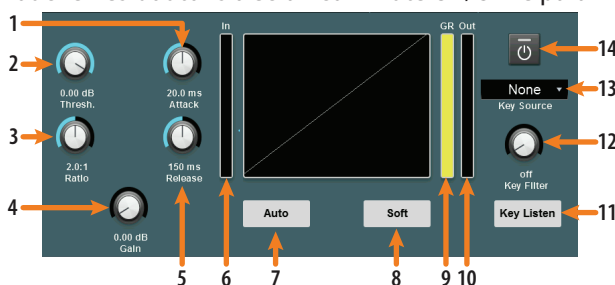 1
In
GR Out
14
2
0.00 dB
Thresh.
20.0 ms
Attack
None
Key Source
13
3
2.0:1
Ratio
150 ms
Release
off
Key Filter
12
4
0.00 dB
Gain
Auto
Soft
Key Listen
11
5
6
7
8
9
10